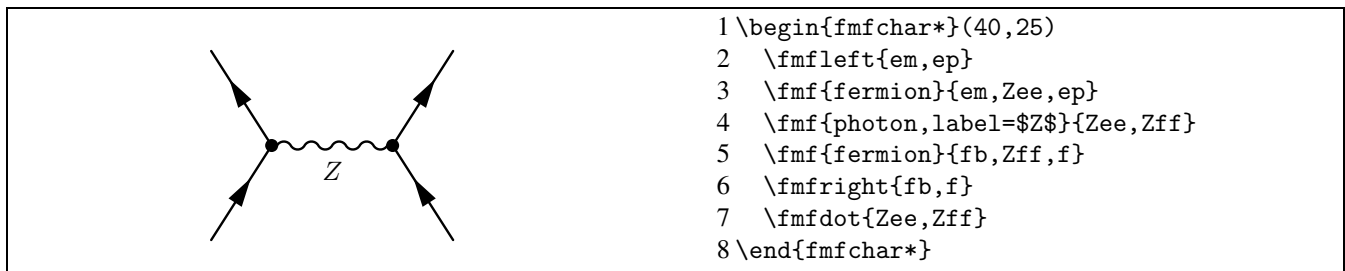 Z
1 \begin{fmfchar*}(40,25)
2 \fmfleft{em,ep}
3 \fmf{fermion}{em,Zee,ep}
4 \fmf{photon,label=$Z$}{Zee,Zff}
5 \fmf{fermion}{fb,Zff,f}
6 \fmfright{fb,f}
7 \fmfdot{Zee,Zff}
8 \end{fmfchar*}